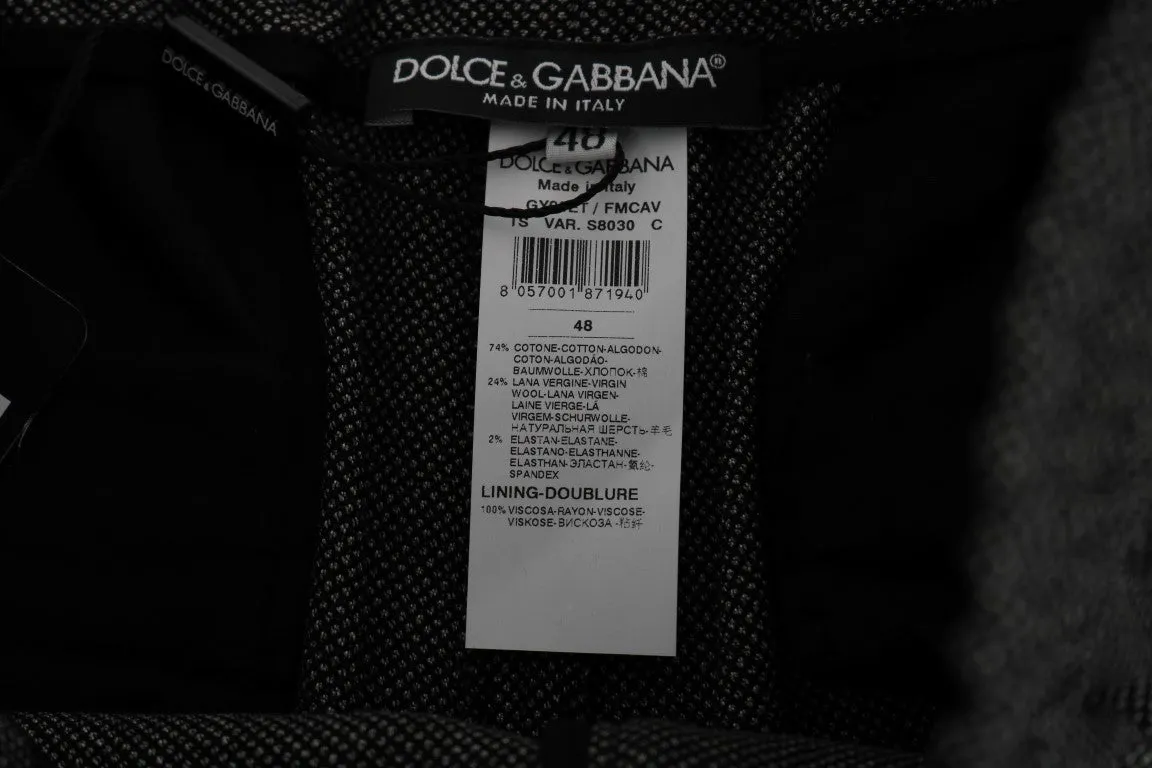 DOLCE & GABBANA
DOLCE & GABBANA®
MADE IN ITALY
48
DOLCE & GABBANA
Made in Italy
/ FMCAV
TS VAR. S8030 C
8 057001 871940
48
74% COTONE-COTTON-ALGODON-
COTON-ALGODÃO-
BAUMWOLLE-ХЛОПОК-棉
24% LANA VERGINE-VIRGIN
WOOL-LANA VIRGEN-
LAINE VIERGE-LÃ
VIRGEM-SCHURWOLLE-
НАТУРАЛЬНАЯ ШЕРСТЬ-羊毛
2% ELASTAN-ELASTANE-
ELASTANO-ELASTHANNE-
ELASTHAN-ЭЛАСТАН-氨纶-
SPANDEX
LINING-DOUBLURE
100% VISCOSA-RAYON-VISCOSE-
VISKOSE-ВИСКОЗА -粘纤